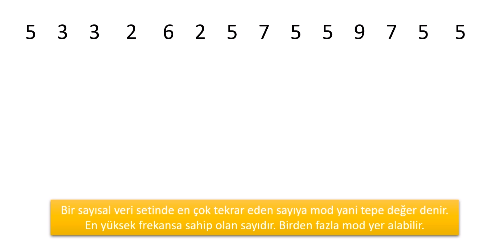 5 3 3 2 6 2 5 7 5 5 9 7 5 5
Bir sayısal veri setinde en çok tekrar eden sayıya mod yani tepe değer denir.
En yüksek frekansa sahip olan sayıdır. Birden fazla mod yer alabilir.